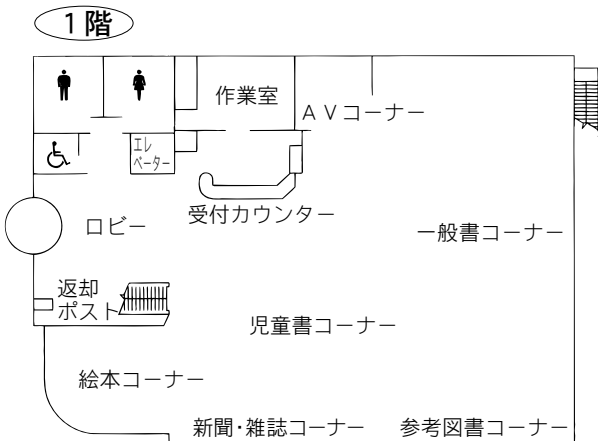 1階
作業室
AVコーナー
エレ
ベーター
ロビー
受付カウンター
一般書コーナー
返却
ポスト
児童書コーナー
絵本コーナー
新聞・雑誌コーナー
参考図書コーナー